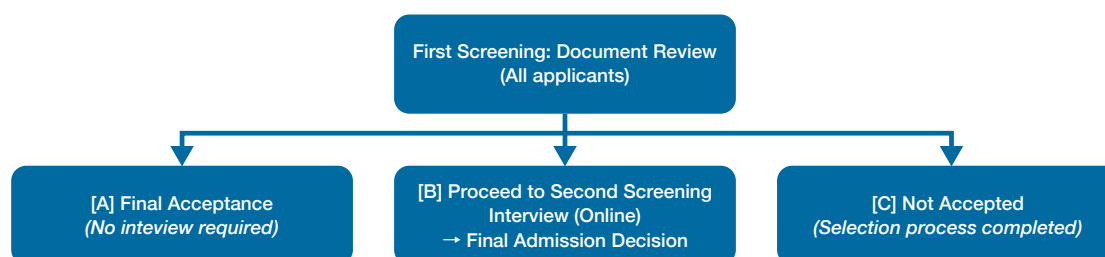 First Screening: Document Review
(All applicants)
[A] Final Acceptance
(No inteview required)
[B] Proceed to Second Screening
Interview (Online)
→ Final Admission Decision
[C] Not Accepted
(Selection process completed)